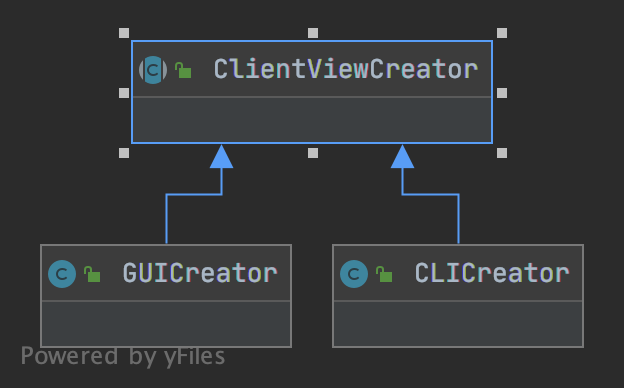 ClientViewCreator
GUICreator
CLICreator
Powered by yFiles